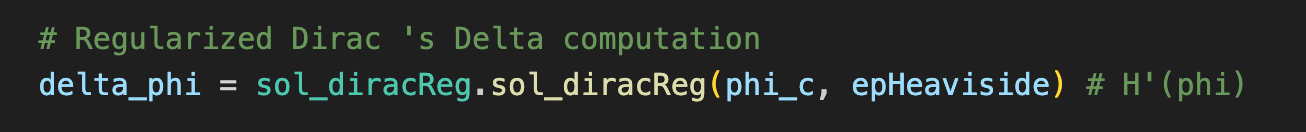 # Regularized Dirac 's Delta computation
delta_phi = sol_diracReg.sol_diracReg(phi_c, epHeaviside) # H'(phi)